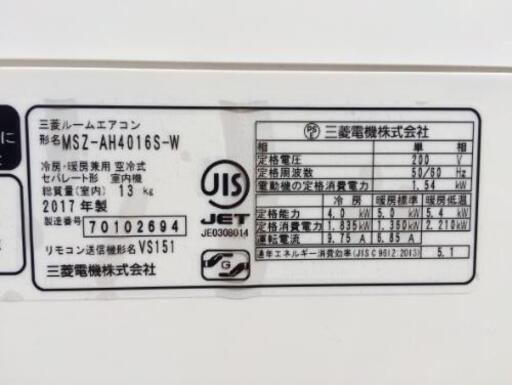 に
三菱ルームエアコン
形名 MSZ-AH4016S-W
冷房・暖房兼用 空冷式
セパレート形 室内機
総質量(室内) 13 kg
2017年製
製造番号 70102694
リモコン送信機形名 VS151
三菱電機株式会社
JIS
JET
JE0308014
G
PS
E
三菱電機株式会社
相 単 相
定格電圧 200 V
定格周波数 50/60 Hz
電動機の定格消費電力 1.54 kW
冷 房 暖房標準 暖房低温
定格能力 4.0 kW 5.0 kW 5.4 kW
定格消費電力 1.835 kW 1.350 kW 2.210 kW
運転電流 9.75 A 6.85 A
通年エネルギー消費効率(JIS C 9612:2013) 5.1